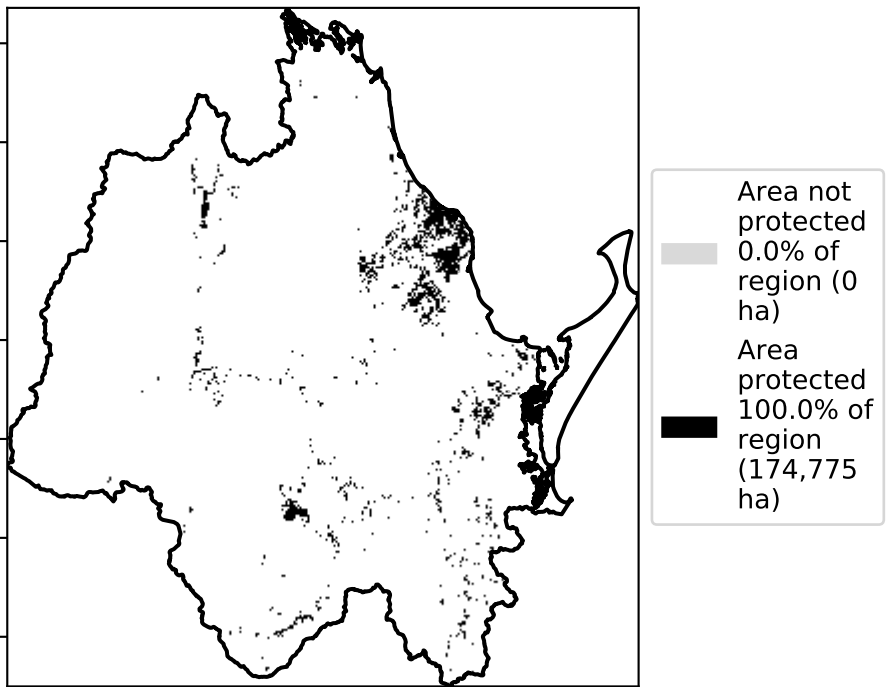 Area not
protected
0.0% of
region (0
ha)
Area
protected
100.0% of
region
(174,775
ha)